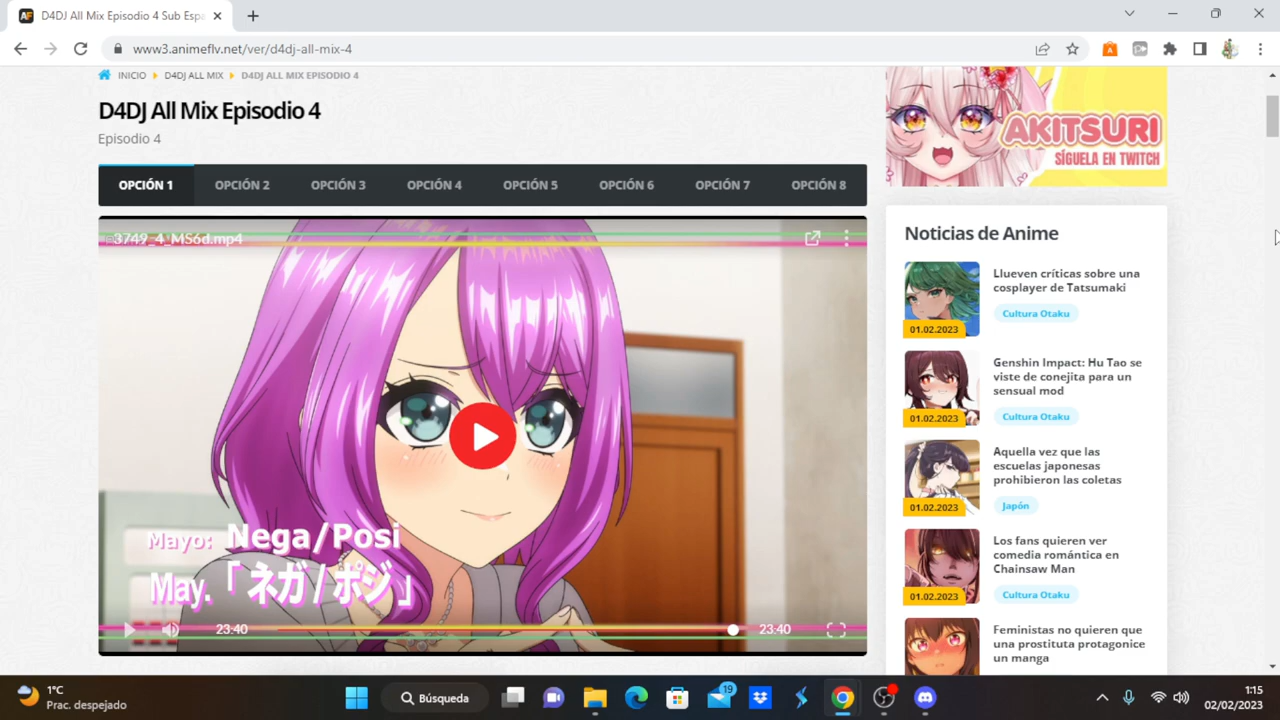 D4DJ All Mix Episodio 4 Sub Espa
www3.animeflv.net/ver/d4dj-all-mix-4
INICIO D4DJ ALL MIX D4DJ ALL MIX EPISODIO 4
D4DJ All Mix Episodio 4
Episodio 4
OPCIÓN 1 OPCIÓN 2 OPCIÓN 3 OPCIÓN 4 OPCIÓN 5 OPCIÓN 6 OPCIÓN 7 OPCIÓN 8
3749_4_MS6d.mp4
Mayo: Nega/Posi
May.「ネガ/ポジ」
23:40 23:40
AKITSURI
SÍGUELA EN TWITCH
Noticias de Anime
Llueven críticas sobre una
cosplayer de Tatsumaki
Cultura Otaku
01.02.2023
Genshin Impact: Hu Tao se
viste de conejita para un
sensual mod
Cultura Otaku
01.02.2023
Aquella vez que las
escuelas japonesas
prohibieron las coletas
Japón
01.02.2023
Los fans quieren ver
comedia romántica en
Chainsaw Man
Cultura Otaku
01.02.2023
Feministas no quieren que
una prostituta protagonice
un manga
1°C
Prac. despejado
Búsqueda
19
1:15
02/02/2023